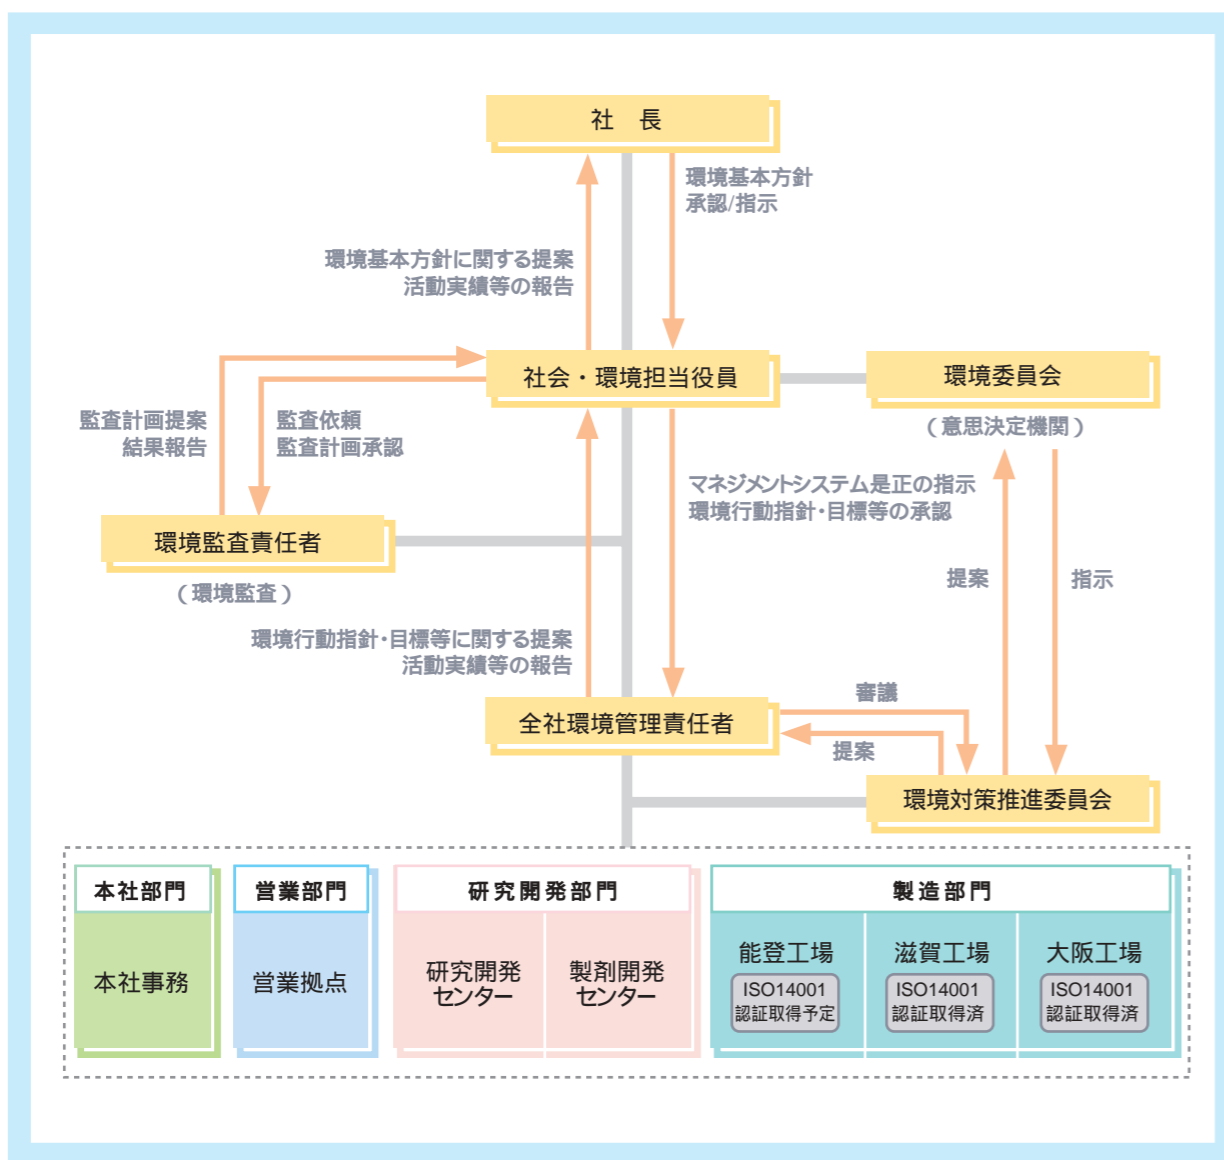 社　長
環境基本方針
承認/指示
環境基本方針に関する提案
活動実績等の報告
社会・環境担当役員
環境委員会
（意思決定機関）
監査計画提案
結果報告
監査依頼
監査計画承認
マネジメントシステム是正の指示
環境行動指針・目標等の承認
環境監査責任者
（環境監査）
提案
指示
環境行動指針・目標等に関する提案
活動実績等の報告
全社環境管理責任者
審議
提案
環境対策推進委員会
本社部門
本社事務
営業部門
営業拠点
研究開発部門
研究開発
センター
製剤開発
センター
製造部門
能登工場
ISO14001
認証取得予定
滋賀工場
ISO14001
認証取得済
大阪工場
ISO14001
認証取得済